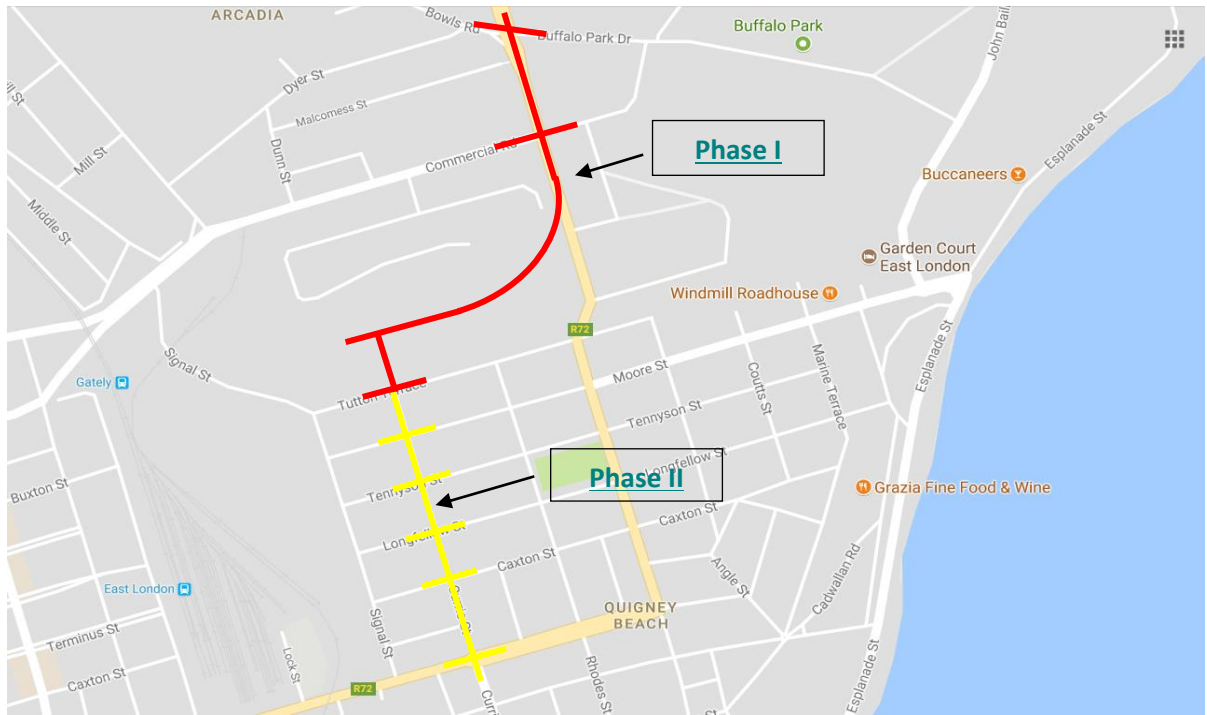 ARCADIA
Bowls Rd
Buffalo Park Dr
Buffalo Park
John Bail
Dyer St
Malcomess St
Mill St
Dunn St
Commercial Rd
Phase I
Esplanade St
Buccaneers
Middle St
Garden Court
East London
Windmill Roadhouse
R72
Signal St
Moore St
Coutts St
Marine Terrace
Esplanade St
Gately
Tutton Terrace
Tennyson St
Longfellow St
Phase II
Buxton St
Tennyson St
Grazia Fine Food & Wine
Caxton St
Longfellow St
Caxton St
Angle St
Cadwallan Rd
East London
QUIGNEY
BEACH
Signal St
Terminus St
Lock St
Rhodes St
Esplanade St
Caxton St
R72